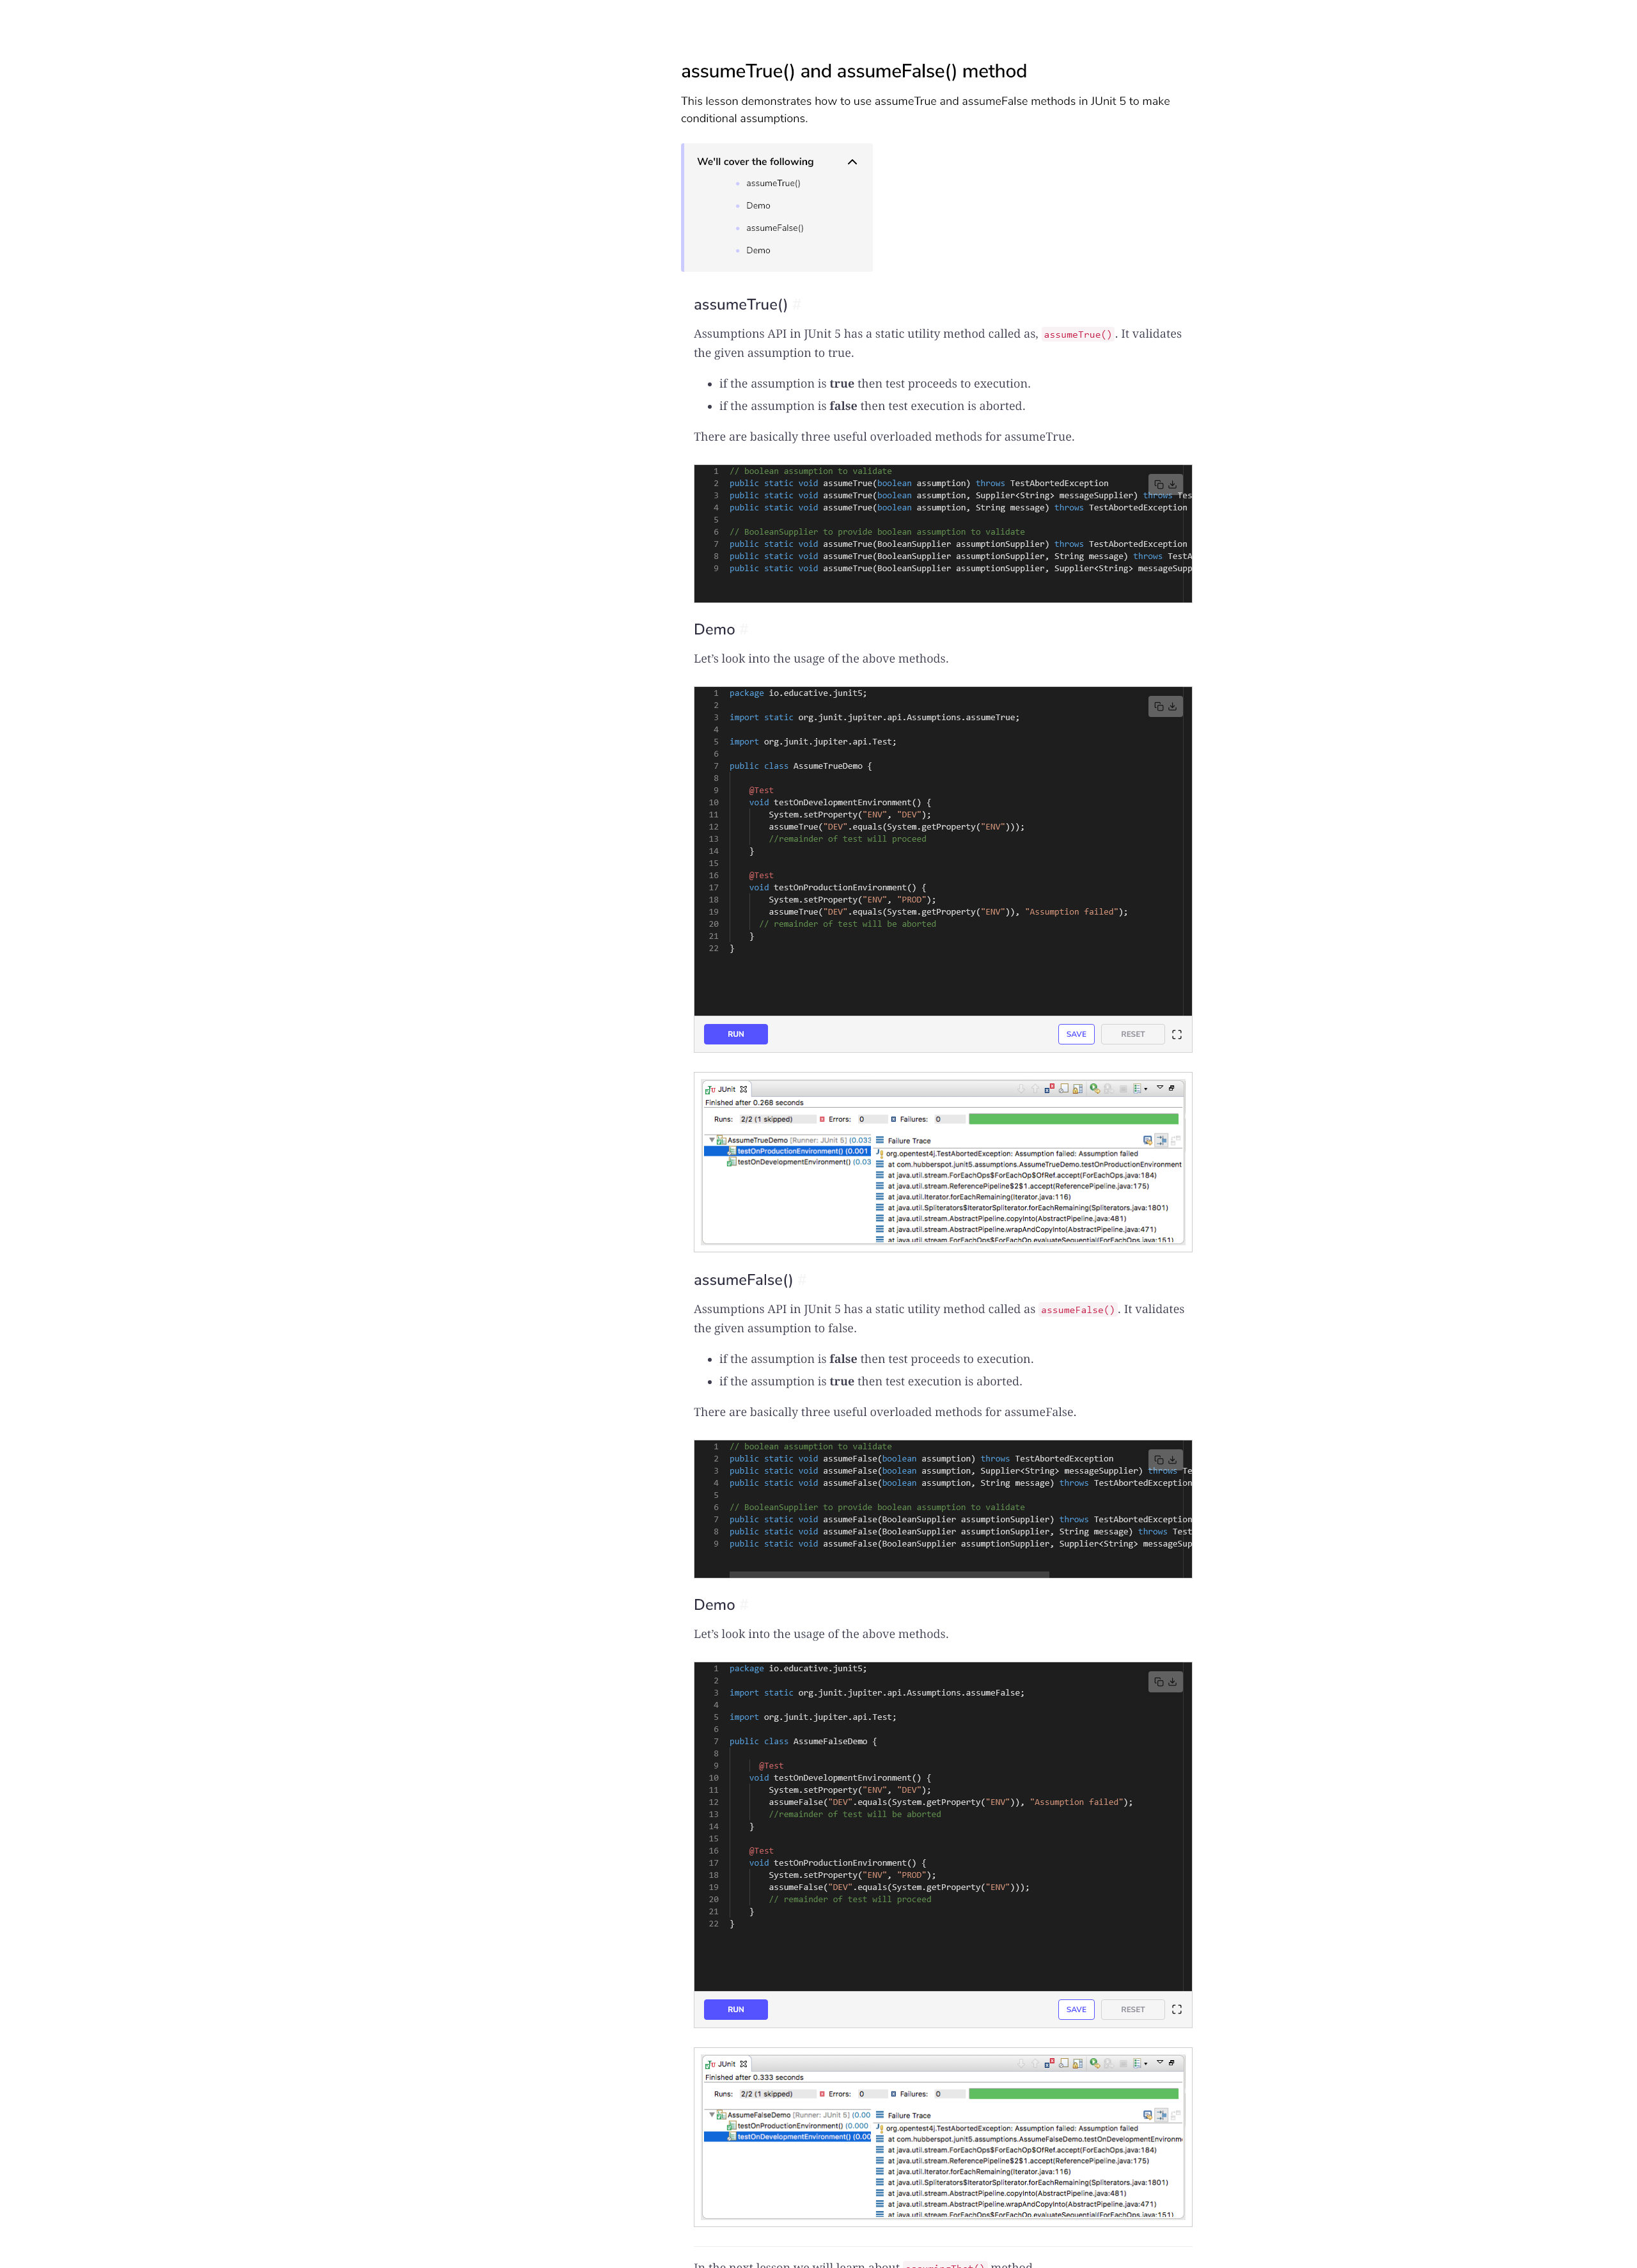 assumeTrue() and assumeFalse() method
This lesson demonstrates how to use assumeTrue and assumeFalse methods in JUnit 5 to make
conditional assumptions.
We'll cover the following
assumeTrue()
Demo
assumeFalse()
Demo
assumeTrue() #
Assumptions API in JUnit 5 has a static utility method called as, assumeTrue(). It validates
the given assumption to true.
• if the assumption is true then test proceeds to execution.
• if the assumption is false then test execution is aborted.
There are basically three useful overloaded methods for assumeTrue.
1 // boolean assumption to validate
2 public static void assumeTrue(boolean assumption) throws TestAbortedException
3 public static void assumeTrue(boolean assumption, Supplier<String> messageSupplier) throws Tes
4 public static void assumeTrue(boolean assumption, String message) throws TestAbortedException
5
6 // BooleanSupplier to provide boolean assumption to validate
7 public static void assumeTrue(BooleanSupplier assumptionSupplier) throws TestAbortedException
8 public static void assumeTrue(BooleanSupplier assumptionSupplier, String message) throws TestA
9 public static void assumeTrue(BooleanSupplier assumptionSupplier, Supplier<String> messageSupp
Demo #
Let's look into the usage of the above methods.
1 package io.educative.junit5;
2
3 import static org.junit.jupiter.api.Assumptions.assumeTrue;
4
5 import org.junit.jupiter.api.Test;
6
7 public class AssumeTrueDemo {
8
9 @Test
10 void testOnDevelopmentEnvironment() {
11 System.setProperty("ENV", "DEV");
12 assumeTrue("DEV".equals(System.getProperty("ENV")));
13 //remainder of test will proceed
14 }
15
16 @Test
17 void testOnProductionEnvironment() {
18 System.setProperty("ENV", "PROD");
19 assumeTrue("DEV".equals(System.getProperty("ENV")), "Assumption failed");
20 // remainder of test will be aborted
21 }
22 }
RUN SAVE RESET
JUnit
Finished after 0.268 seconds
Runs: 2/2 (1 skipped) Errors: 0 Failures: 0
AssumeTrueDemo [Runner: JUnit 5] (0.033 Failure Trace
testOnProductionEnvironment() (0.001 org.opentest4j.TestAbortedException: Assumption failed: Assumption failed
testOnDevelopmentEnvironment() (0.03 at com.hubberspot.junit5.assumptions.AssumeTrueDemo.testOnProductionEnvironment
at java.util.stream.ForEachOps$ForEachOp$OfRef.accept(ForEachOps.java:184)
at java.util.stream.ReferencePipeline$2$1.accept(ReferencePipeline.java:175)
at java.util.Iterator.forEachRemaining(Iterator.java:116)
at java.util.Spliterators$IteratorSpliterator.forEachRemaining(Spliterators.java:1801)
at java.util.stream.AbstractPipeline.copyInto(AbstractPipeline.java:481)
at java.util.stream.AbstractPipeline.wrapAndCopyInto(AbstractPipeline.java:471)
at java.util.stream.ForEachOps$ForEachOp.evaluateSequential(ForEachOps.java:151)
assumeFalse() #
Assumptions API in JUnit 5 has a static utility method called as assumeFalse(). It validates
the given assumption to false.
• if the assumption is false then test proceeds to execution.
• if the assumption is true then test execution is aborted.
There are basically three useful overloaded methods for assumeFalse.
1 // boolean assumption to validate
2 public static void assumeFalse(boolean assumption) throws TestAbortedException
3 public static void assumeFalse(boolean assumption, Supplier<String> messageSupplier) throws Te
4 public static void assumeFalse(boolean assumption, String message) throws TestAbortedException
5
6 // BooleanSupplier to provide boolean assumption to validate
7 public static void assumeFalse(BooleanSupplier assumptionSupplier) throws TestAbortedException
8 public static void assumeFalse(BooleanSupplier assumptionSupplier, String message) throws Test
9 public static void assumeFalse(BooleanSupplier assumptionSupplier, Supplier<String> messageSup
Demo #
Let's look into the usage of the above methods.
1 package io.educative.junit5;
2
3 import static org.junit.jupiter.api.Assumptions.assumeFalse;
4
5 import org.junit.jupiter.api.Test;
6
7 public class AssumeFalseDemo {
8
9 @Test
10 void testOnDevelopmentEnvironment() {
11 System.setProperty("ENV", "DEV");
12 assumeFalse("DEV".equals(System.getProperty("ENV")), "Assumption failed");
13 //remainder of test will be aborted
14 }
15
16 @Test
17 void testOnProductionEnvironment() {
18 System.setProperty("ENV", "PROD");
19 assumeFalse("DEV".equals(System.getProperty("ENV")));
20 // remainder of test will proceed
21 }
22 }
RUN SAVE RESET
JUnit
Finished after 0.333 seconds
Runs: 2/2 (1 skipped) Errors: 0 Failures: 0
AssumeFalseDemo [Runner: JUnit 5] (0.00 Failure Trace
testOnProductionEnvironment() (0.000 org.opentest4j.TestAbortedException: Assumption failed: Assumption failed
testOnDevelopmentEnvironment() (0.00 at com.hubberspot.junit5.assumptions.AssumeFalseDemo.testOnDevelopmentEnvironm
at java.util.stream.ForEachOps$ForEachOp$OfRef.accept(ForEachOps.java:184)
at java.util.stream.ReferencePipeline$2$1.accept(ReferencePipeline.java:175)
at java.util.Iterator.forEachRemaining(Iterator.java:116)
at java.util.Spliterators$IteratorSpliterator.forEachRemaining(Spliterators.java:1801)
at java.util.stream.AbstractPipeline.copyInto(AbstractPipeline.java:481)
at java.util.stream.AbstractPipeline.wrapAndCopyInto(AbstractPipeline.java:471)
at java.util.stream.ForEachOps$ForEachOp.evaluateSequential(ForEachOps.java:151)
In the next lesson we will learn about assumingThat() method.